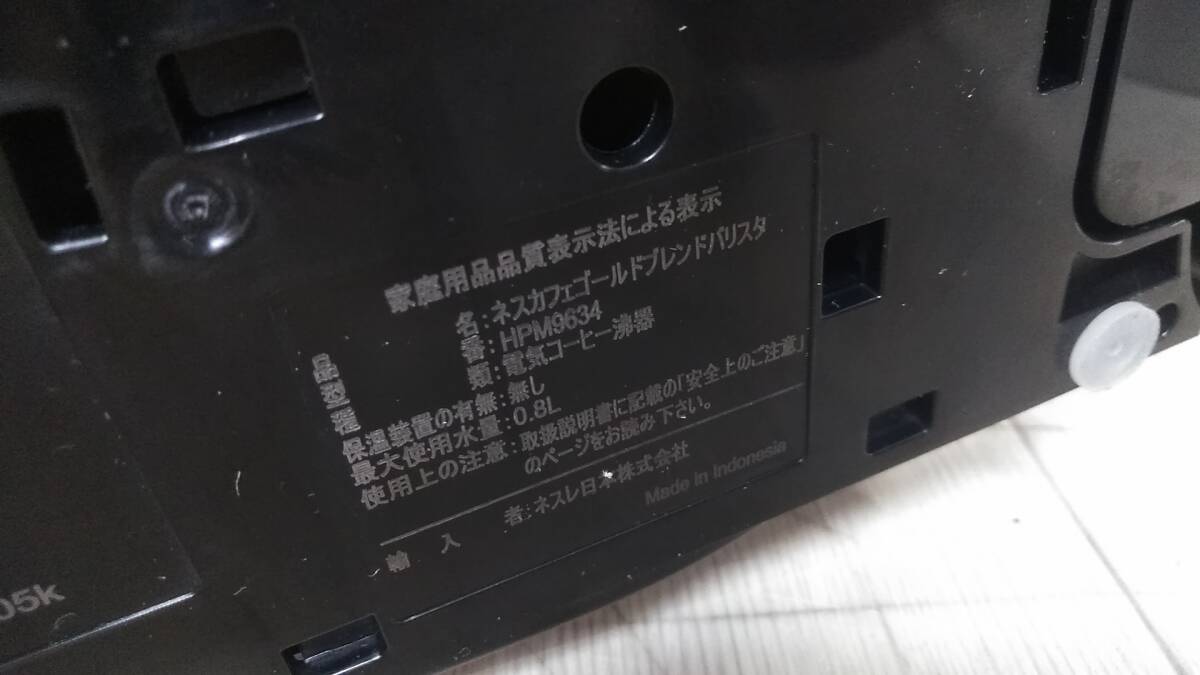 家庭用品品質表示法による表示
品名:ネスカフェゴールドブレンドバリスタ
型番:HPM9634
種類:電気コーヒー沸器
保温装置の有無:無し
最大使用水量:0.8L
使用上の注意:取扱説明書に記載の「安全上のご注意」
のページをお読み下さい。
輸入者:ネスレ日本株式会社
Made in Indonesia
05k